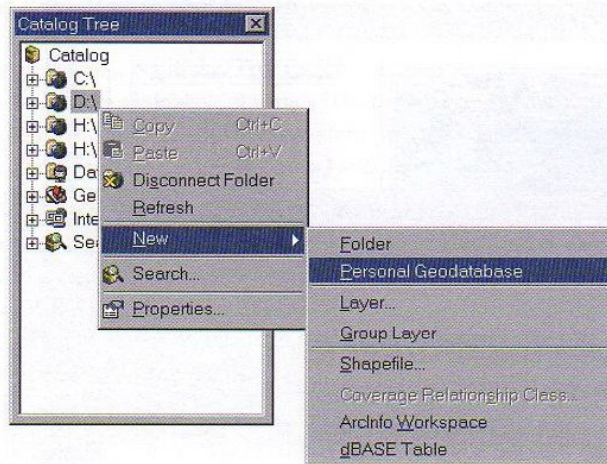 Catalog Tree
Catalog
C:\
D:\
H:\
H:\
Da
Ge
Inte
Sea
Copy Ctrl+C
Paste Ctrl+V
Disconnect Folder
Refresh
New
Search...
Properties...
Folder
Personal Geodatabase
Layer...
Group Layer
Shapefile...
Coverage Relationship Class...
ArcInfo Workspace
dBASE Table